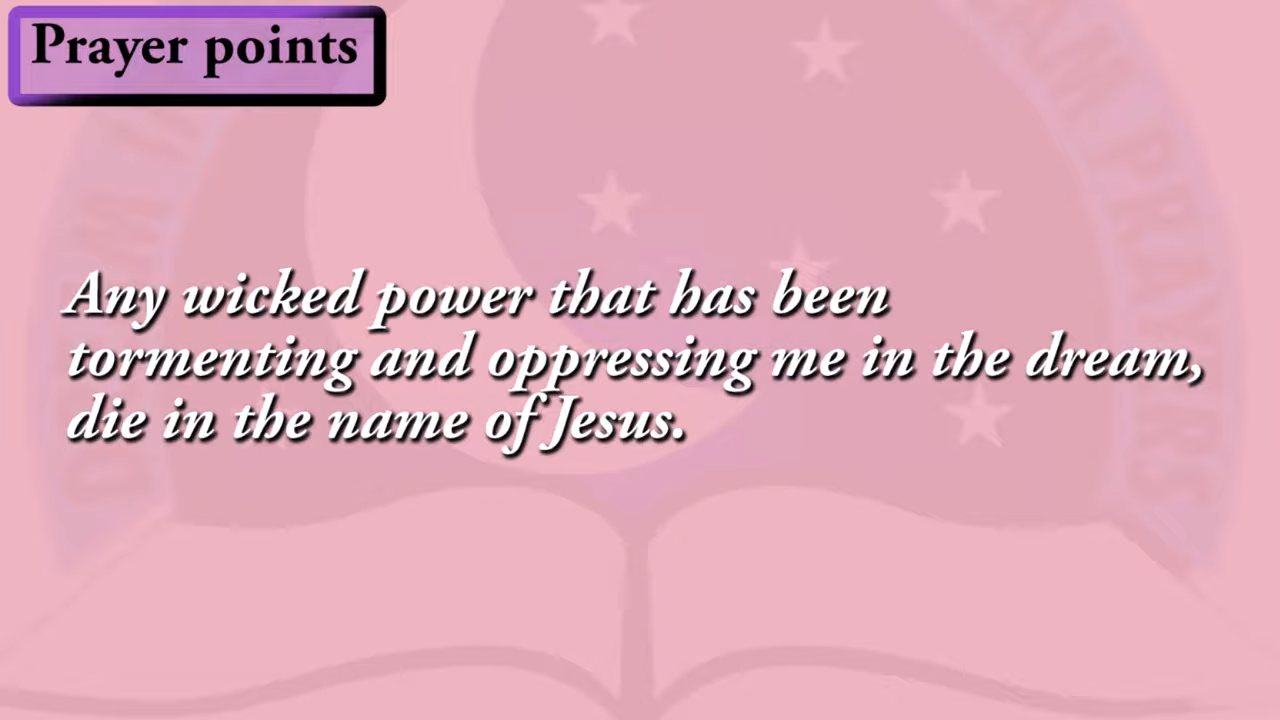 Prayer points
Any wicked power that has been
tormenting and oppressing me in the dream,
die in the name of Jesus.
PRAYERS